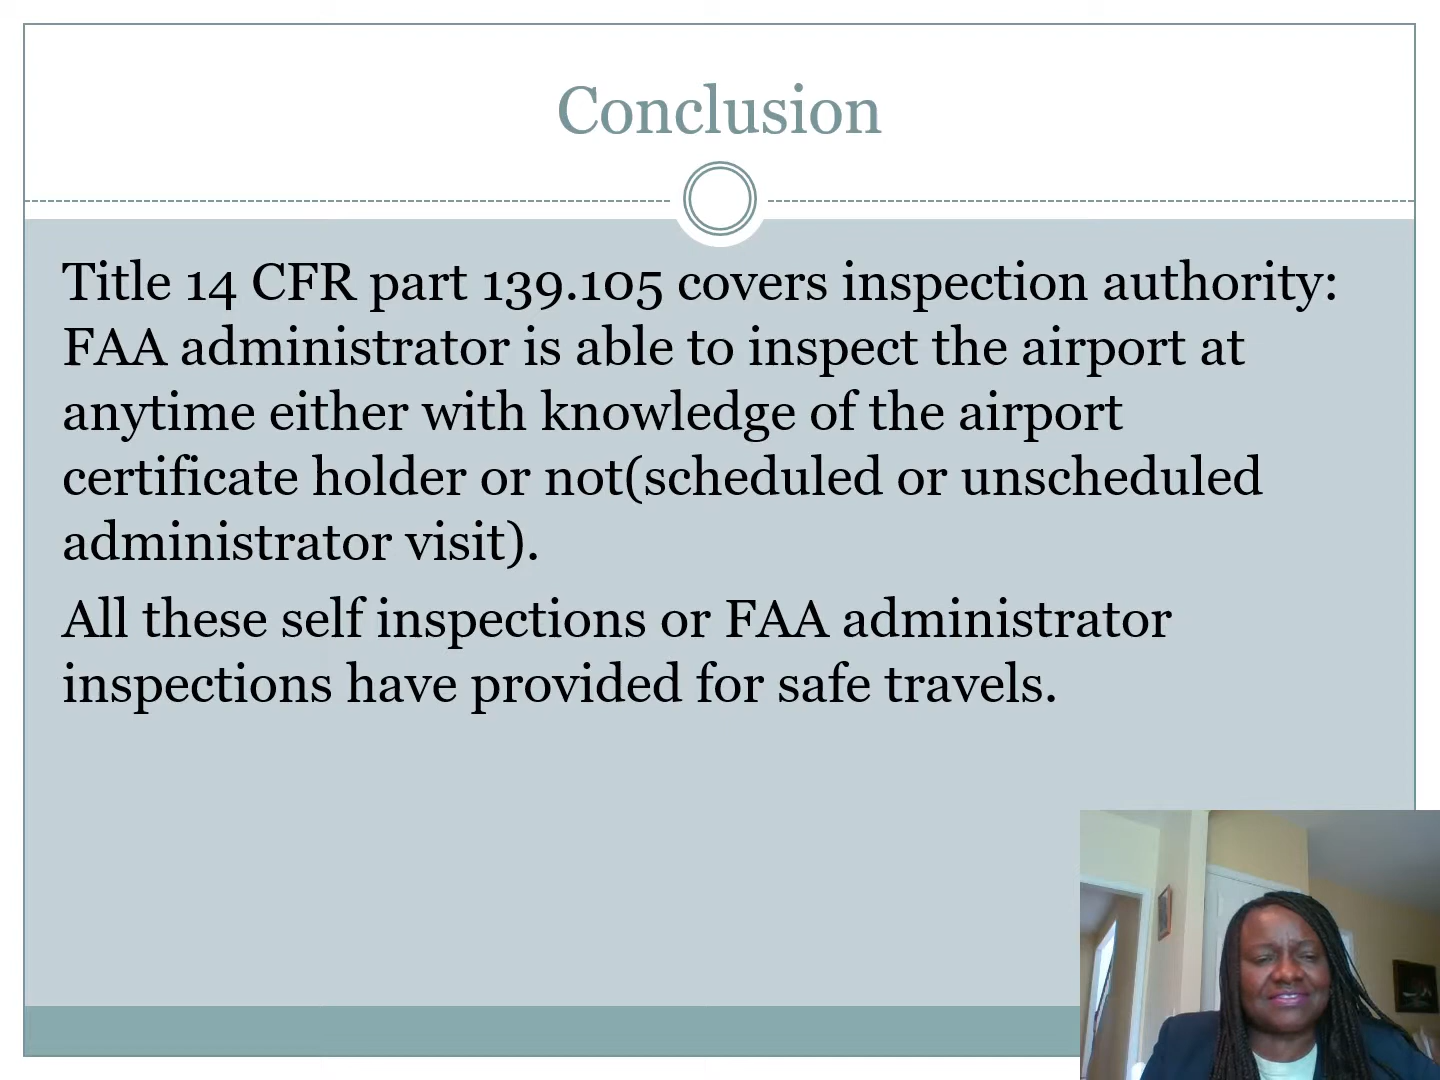 Conclusion
Title 14 CFR part 139.105 covers inspection authority:
FAA administrator is able to inspect the airport at
anytime either with knowledge of the airport
certificate holder or not(scheduled or unscheduled
administrator visit).
All these self inspections or FAA administrator
inspections have provided for safe travels.